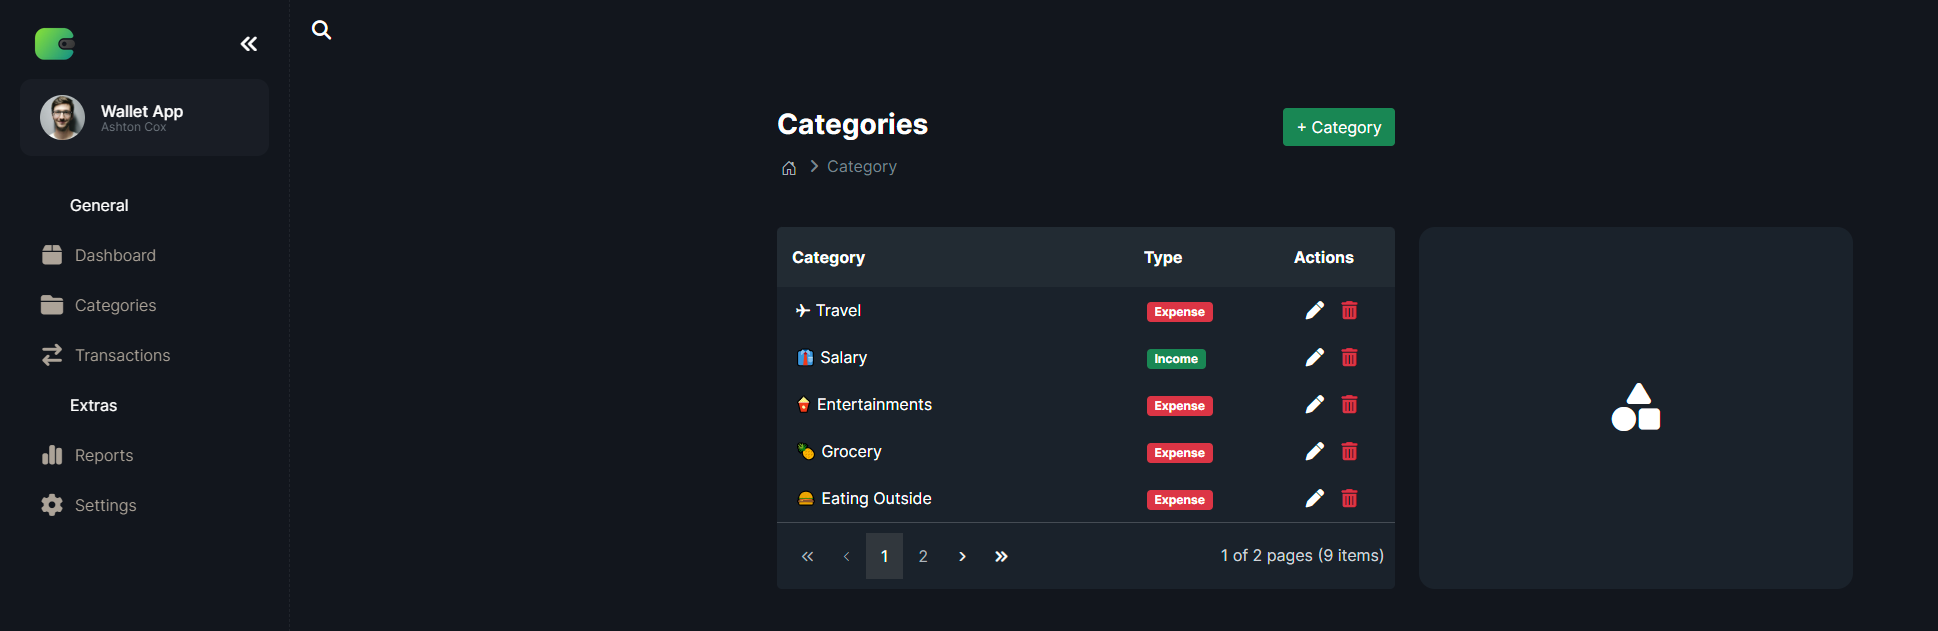 Wallet App
Ashton Cox
General
Dashboard
Categories
Transactions
Extras
Reports
Settings
Categories
+ Category
Category
Category Type Actions
Travel Expense
Salary Income
Entertainments Expense
Grocery Expense
Eating Outside Expense
« ‹ 1 2 › » 1 of 2 pages (9 items)